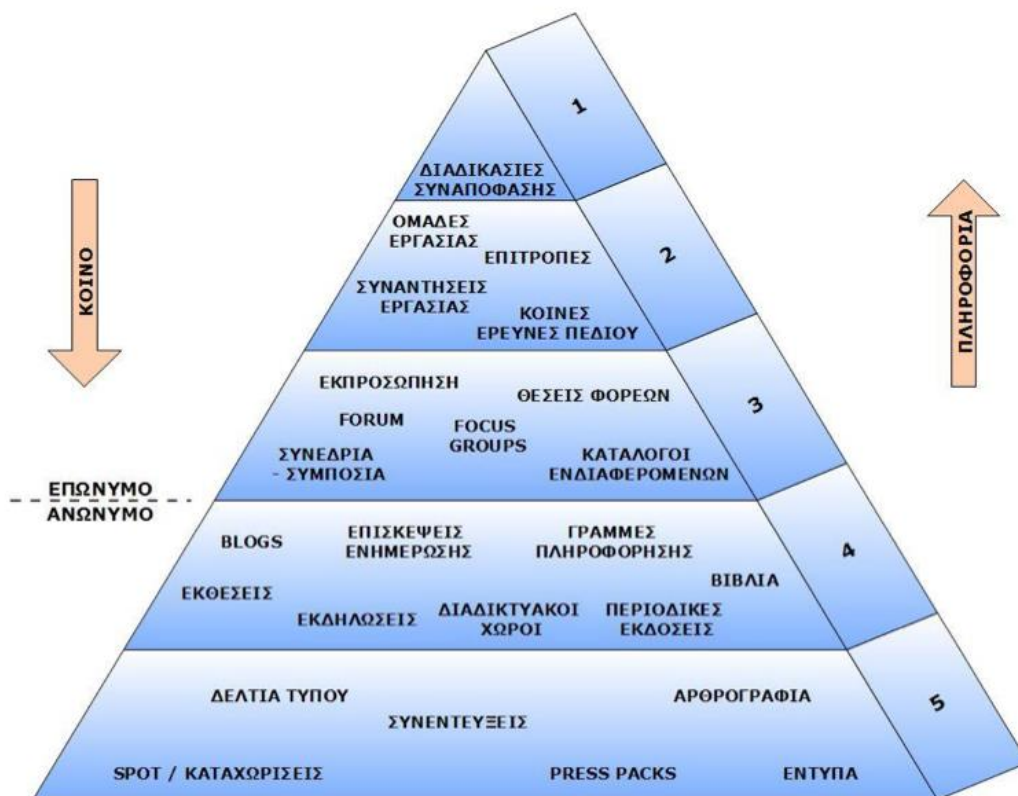 1
ΔΙΑΔΙΚΑΣΙΕΣ
ΣΥΝΑΠΟΦΑΣΗΣ
ΟΜΑΔΕΣ
ΕΡΓΑΣΙΑΣ
ΕΠΙΤΡΟΠΕΣ
2
ΣΥΝΑΝΤΗΣΕΙΣ
ΕΡΓΑΣΙΑΣ
ΚΟΙΝΕΣ
ΕΡΕΥΝΕΣ ΠΕΔΙΟΥ
ΚΟΙΝΟ
ΠΛΗΡΟΦΟΡΙΑ
ΕΚΠΡΟΣΩΠΗΣΗ
ΘΕΣΕΙΣ ΦΟΡΕΩΝ
3
FORUM
FOCUS
GROUPS
ΣΥΝΕΔΡΙΑ
- ΣΥΜΠΟΣΙΑ
ΚΑΤΑΛΟΓΟΙ
ΕΝΔΙΑΦΕΡΟΜΕΝΩΝ
ΕΠΩΝΥΜΟ
ΑΝΩΝΥΜΟ
BLOGS
ΕΠΙΣΚΕΨΕΙΣ
ΕΝΗΜΕΡΩΣΗΣ
ΓΡΑΜΜΕΣ
ΠΛΗΡΟΦΟΡΗΣΗΣ
4
ΒΙΒΛΙΑ
ΕΚΘΕΣΕΙΣ
ΕΚΔΗΛΩΣΕΙΣ
ΔΙΑΔΙΚΤΥΑΚΟΙ
ΧΩΡΟΙ
ΠΕΡΙΟΔΙΚΕΣ
ΕΚΔΟΣΕΙΣ
ΔΕΛΤΙΑ ΤΥΠΟΥ
ΣΥΝΕΝΤΕΥΞΕΙΣ
ΑΡΘΡΟΓΡΑΦΙΑ
5
SPOT / ΚΑΤΑΧΩΡΙΣΕΙΣ
PRESS PACKS
ΕΝΤΥΠΑ